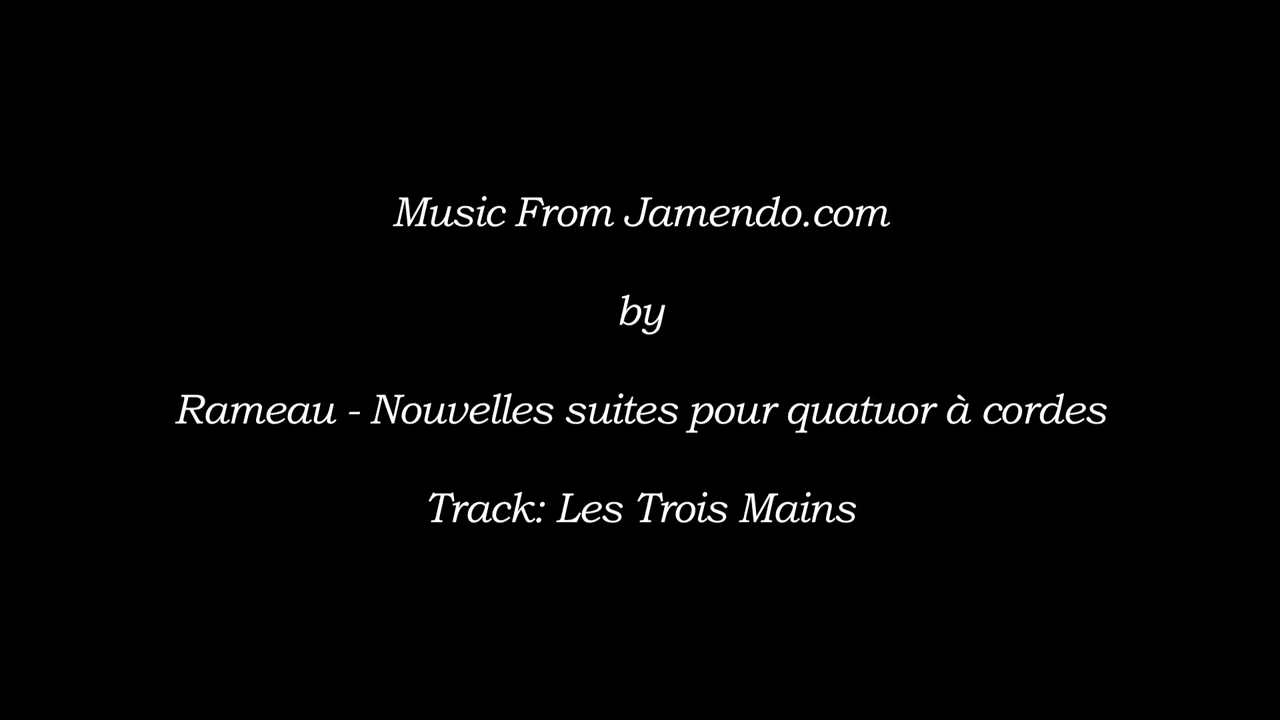 Music From Jamendo.com
by
Rameau - Nouvelles suites pour quatuor à cordes
Track: Les Trois Mains